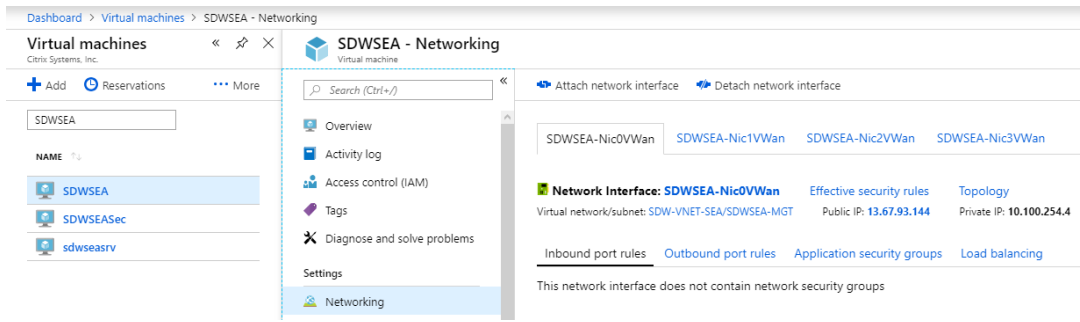 Dashboard > Virtual machines > SDWSEA - Networking
Virtual machines
Citrix Systems, Inc.
Add Reservations More
SDWSEA
NAME
SDWSEA
SDWSEASec
sdwseasrv
SDWSEA - Networking
Virtual machine
Search (Ctrl+/)
Overview
Activity log
Access control (IAM)
Tags
Diagnose and solve problems
Settings
Networking
Attach network interface Detach network interface
SDWSEA-Nic0VWan SDWSEA-Nic1VWan SDWSEA-Nic2VWan SDWSEA-Nic3VWan
Network Interface: SDWSEA-Nic0VWan Effective security rules Topology
Virtual network/subnet: SDW-VNET-SEA/SDWSEA-MGT Public IP: 13.67.93.144 Private IP: 10.100.254.4
Inbound port rules Outbound port rules Application security groups Load balancing
This network interface does not contain network security groups